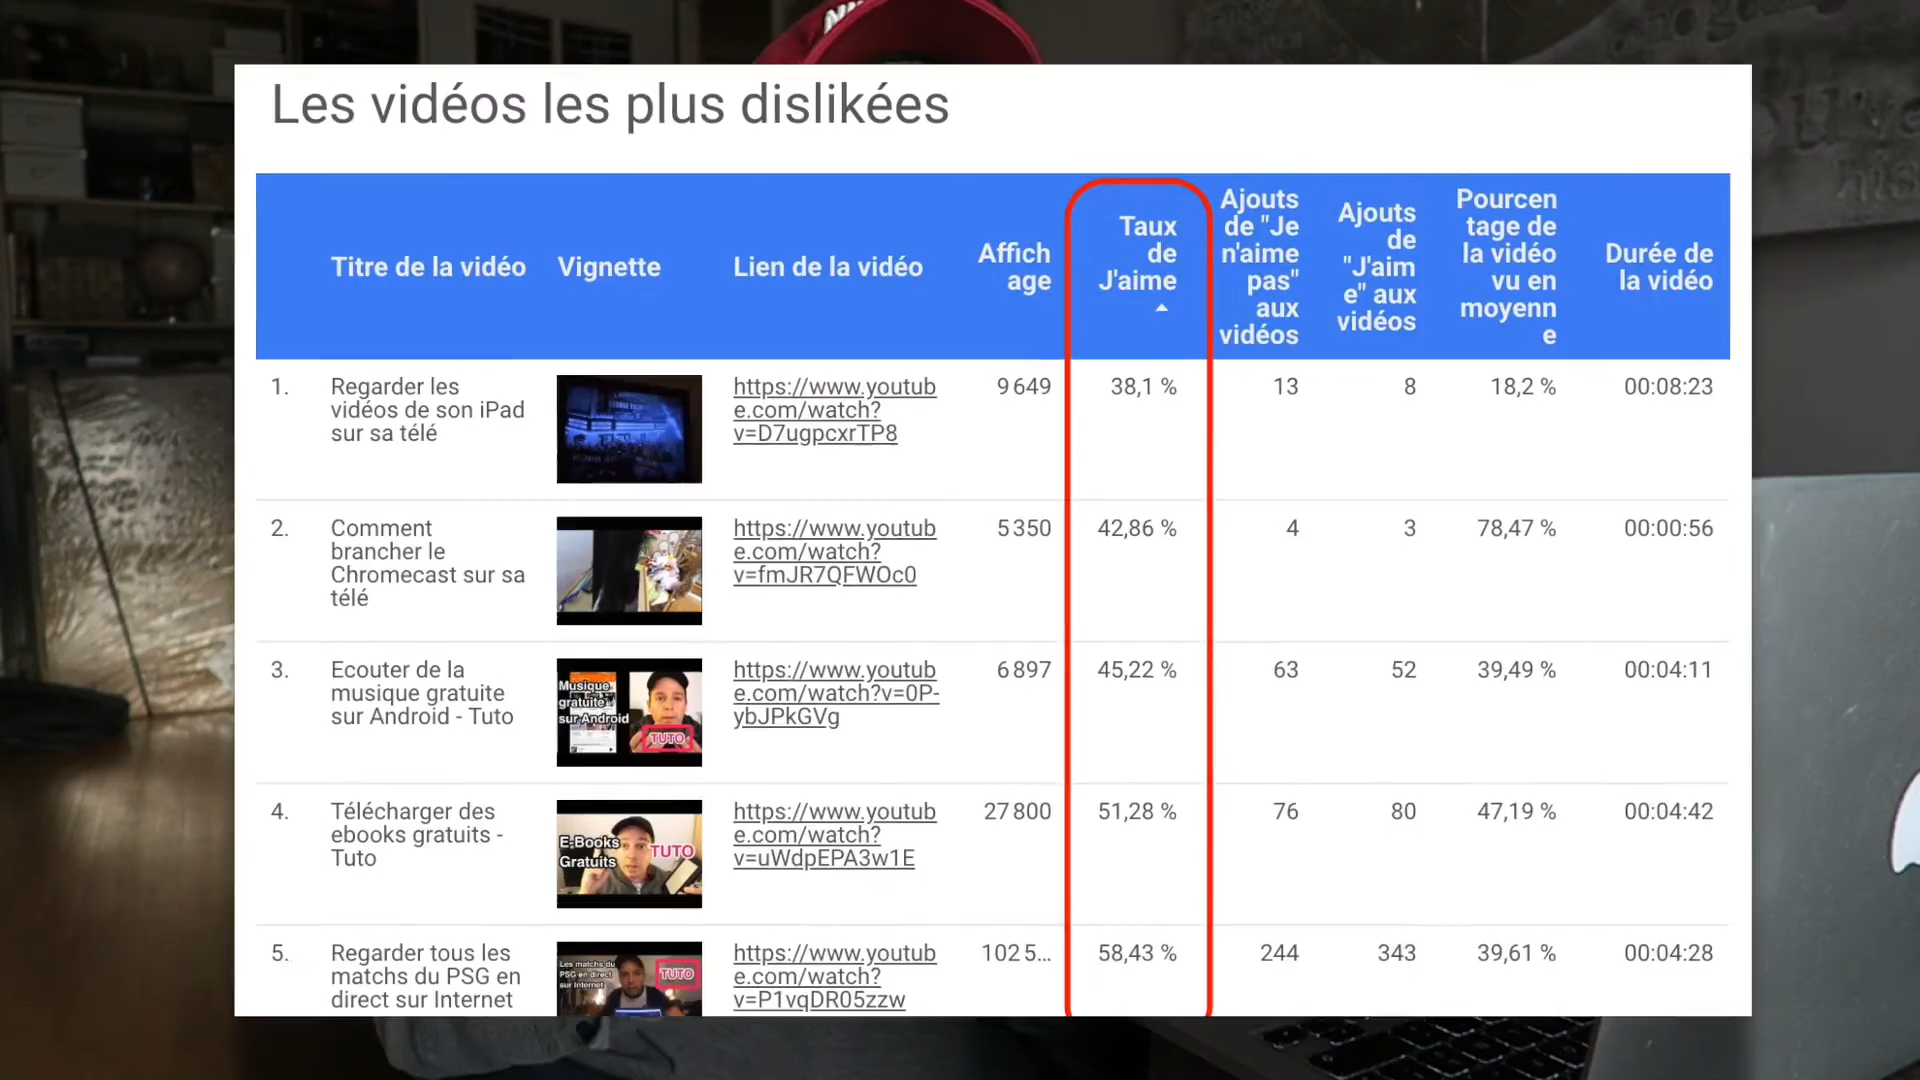 Les vidéos les plus dislikées
Titre de la vidéo
Vignette
Lien de la vidéo
Affich
age
Taux
de
J'aime
Ajouts
de "Je
n'aime
pas"
aux
vidéos
Ajouts
de
"J'aim
e" aux
vidéos
Pourcen
tage de
la vidéo
vu en
moyenn
e
Durée de
la vidéo
1.
Regarder les
vidéos de son iPad
sur sa télé
https://www.youtub
e.com/watch?
v=D7ugpcxrTP8
9 649
38,1 %
13
8
18,2 %
00:08:23
2.
Comment
brancher le
Chromecast sur sa
télé
https://www.youtub
e.com/watch?
v=fmJR7QFWOc0
5 350
42,86 %
4
3
78,47 %
00:00:56
3.
Ecouter de la
musique gratuite
sur Android - Tuto
Musique
gratuite
sur Android
TUTO
https://www.youtub
e.com/watch?v=0P-
ybJPkGVg
6 897
45,22 %
63
52
39,49 %
00:04:11
4.
Télécharger des
ebooks gratuits -
Tuto
E-Books
Gratuits
TUTO
https://www.youtub
e.com/watch?
v=uWdpEPA3w1E
27 800
51,28 %
76
80
47,19 %
00:04:42
5.
Regarder tous les
matchs du PSG en
direct sur Internet
Les matchs du
PSG en direct
sur Internet
TUTO
https://www.youtub
e.com/watch?
v=P1vqDR05zzw
102 5...
58,43 %
244
343
39,61 %
00:04:28